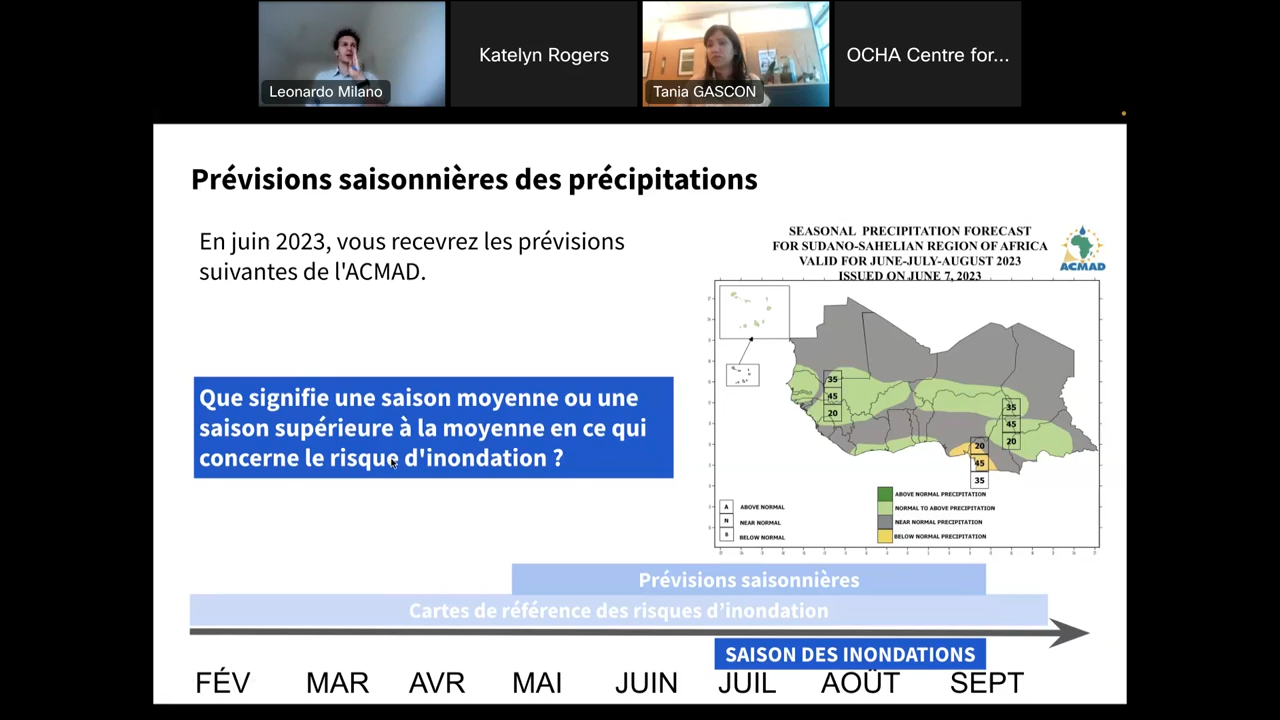 Leonardo Milano
Katelyn Rogers
Tania GASCON
OCHA Centre for...
Prévisions saisonnières des précipitations
En juin 2023, vous recevrez les prévisions
suivantes de l'ACMAD.
Que signifie une saison moyenne ou une
saison supérieure à la moyenne en ce qui
concerne le risque d'inondation ?
SEASONAL PRECIPITATION FORECAST
FOR SUDANO-SAHELIAN REGION OF AFRICA
VALID FOR JUNE-JULY-AUGUST 2023
ISSUED ON JUNE 7, 2023
ACMAD
35
45
20
35
45
20
20
45
35
A ABOVE NORMAL
N NEAR NORMAL
B BELOW NORMAL
ABOVE NORMAL PRECIPITATION
NORMAL TO ABOVE PRECIPITATION
NEAR NORMAL PRECIPITATION
BELOW NORMAL PRECIPITATION
Prévisions saisonnières
Cartes de référence des risques d'inondation
SAISON DES INONDATIONS
FÉV MAR AVR MAI JUIN JUIL AOÛT SEPT